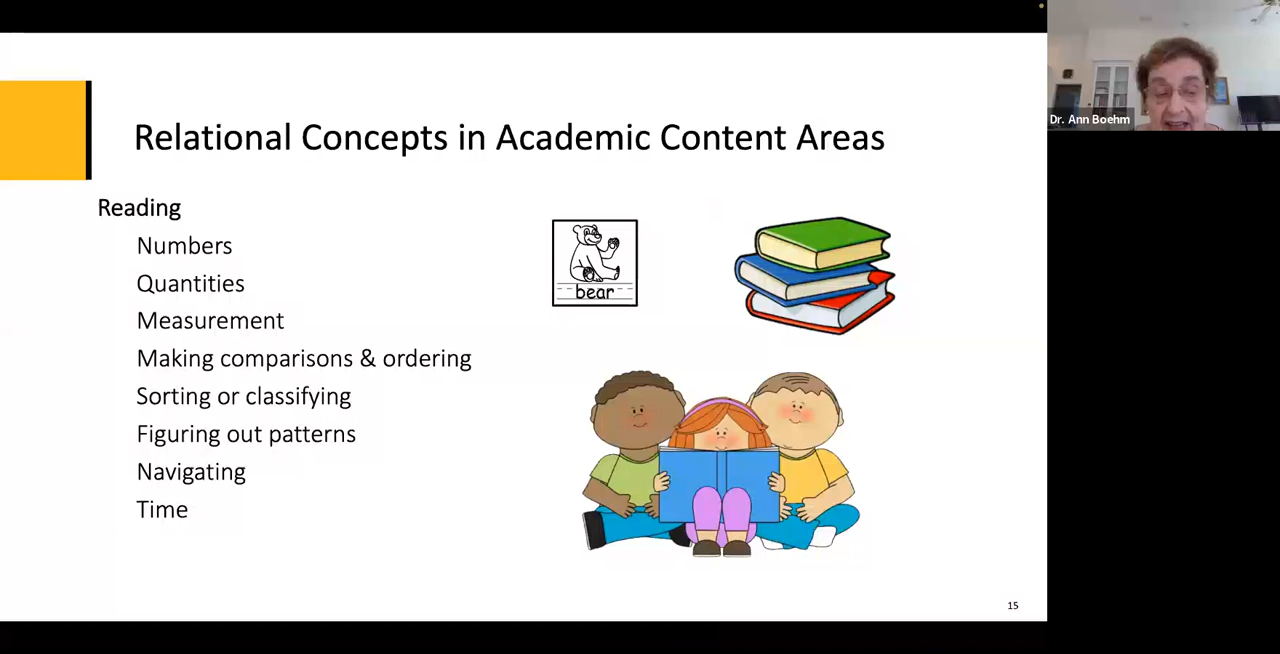 Relational Concepts in Academic Content Areas
Reading
Numbers
Quantities
Measurement
Making comparisons & ordering
Sorting or classifying
Figuring out patterns
Navigating
Time
bear
15
Dr. Ann Boehm